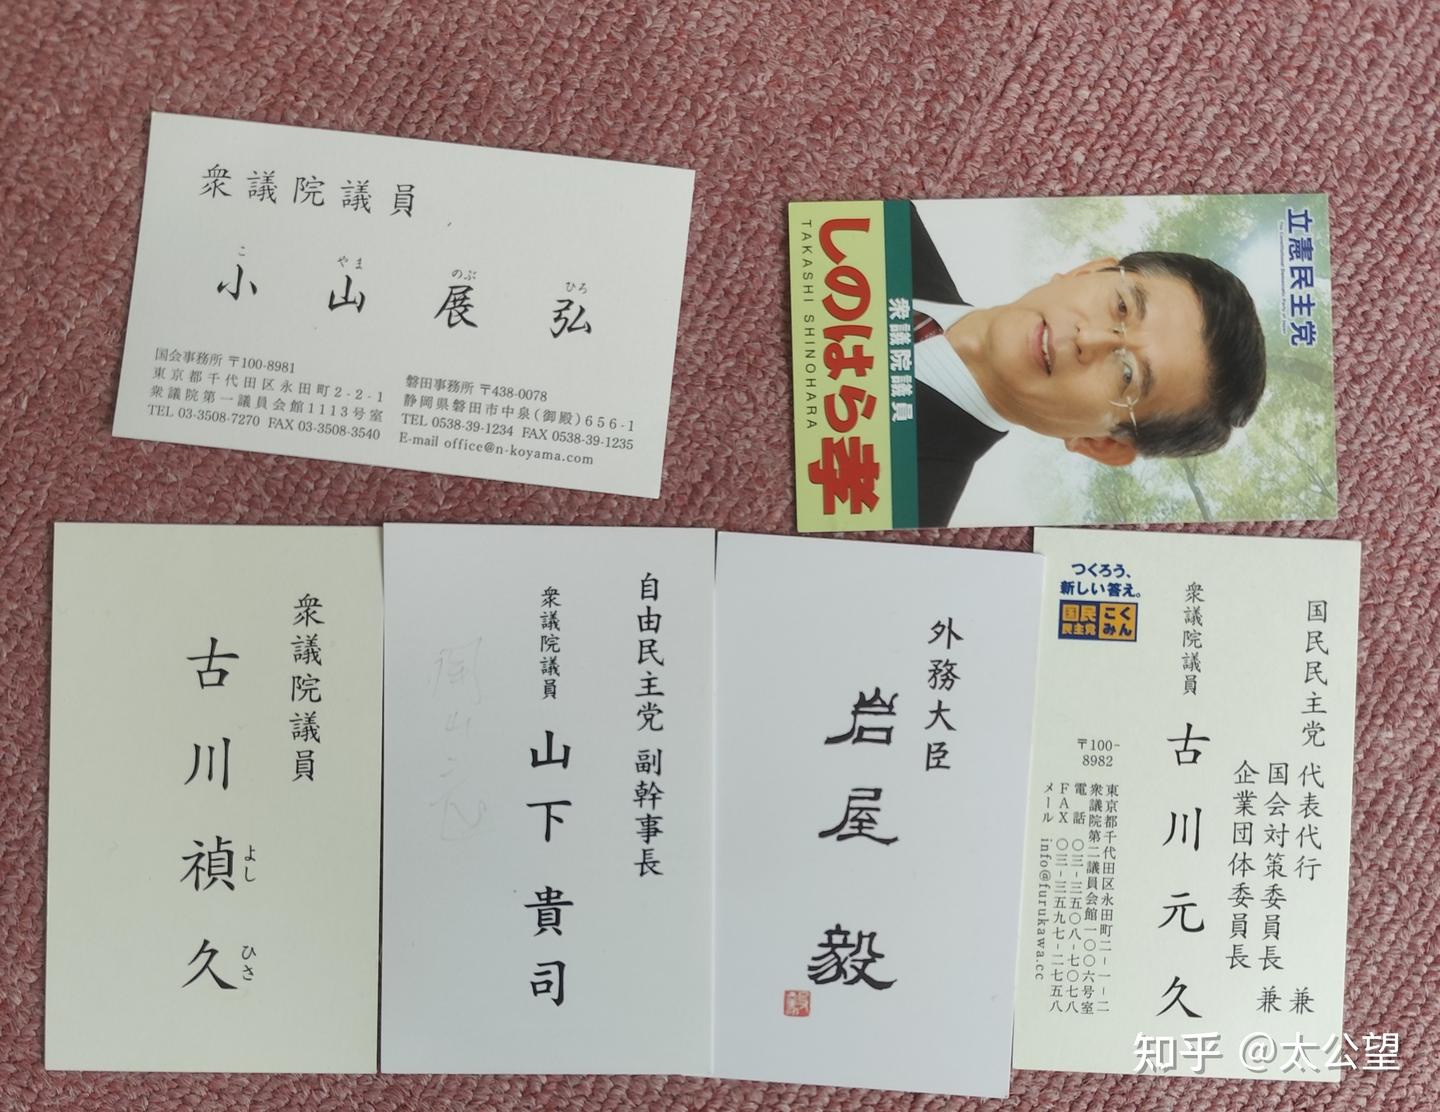 衆議院議員
こ やま のぶ ひろ
小山展弘
国会事務所 〒100-8981
東京都千代田区永田町2-2-1
衆議院第一議員会館1113号室
TEL 03-3508-7270 FAX 03-3508-3540
磐田事務所 〒438-0078
静岡県磐田市中泉(御殿)656-1
TEL 0538-39-1234 FAX 0538-39-1235
E-mail office@n-koyama.com
立憲民主党
The Constitutional Democratic Party of Japan
衆議院議員
しのはら孝
TAKASHI SHINOHARA
衆議院議員
古川禎久
よし ひさ
自由民主党 副幹事長
衆議院議員 山下貴司
外務大臣
岩屋毅
国民民主党 代表代行 兼
国会対策委員長 兼
企業団体委員長
衆議院議員 古川元久
つくろう、
新しい答え。
国民民主党 こくみん
〒100-8982
東京都千代田区永田町二-一-二
衆議院第二議員会館一〇〇六号室
電話 〇三-三五〇八-七〇七八
FAX 〇三-三五九七-二七五八
メール info@furukawa.cc
知乎 @太公望